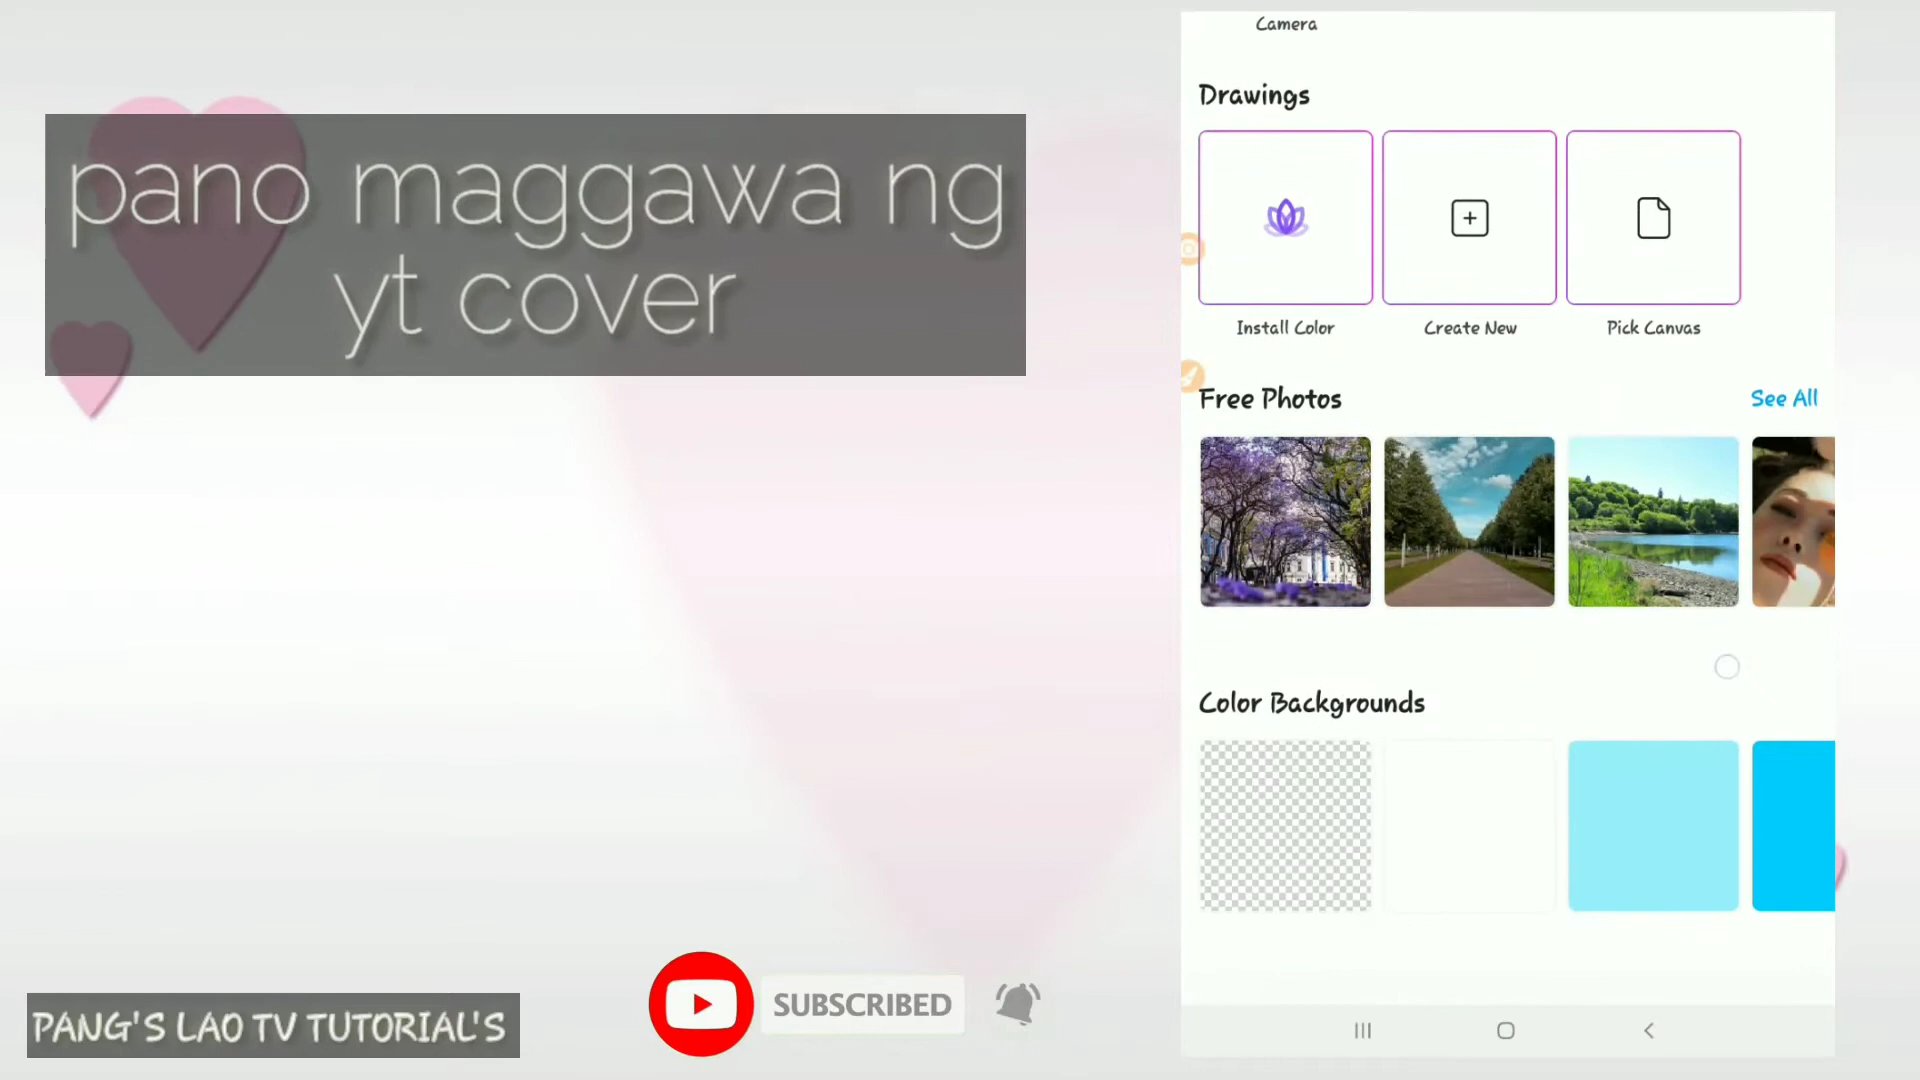 pano maggawa ng
yt cover
PANG'S LAO TV TUTORIAL'S
SUBSCRIBED
Camera
Drawings
Install Color
Create New
Pick Canvas
Free Photos
See All
Color Backgrounds